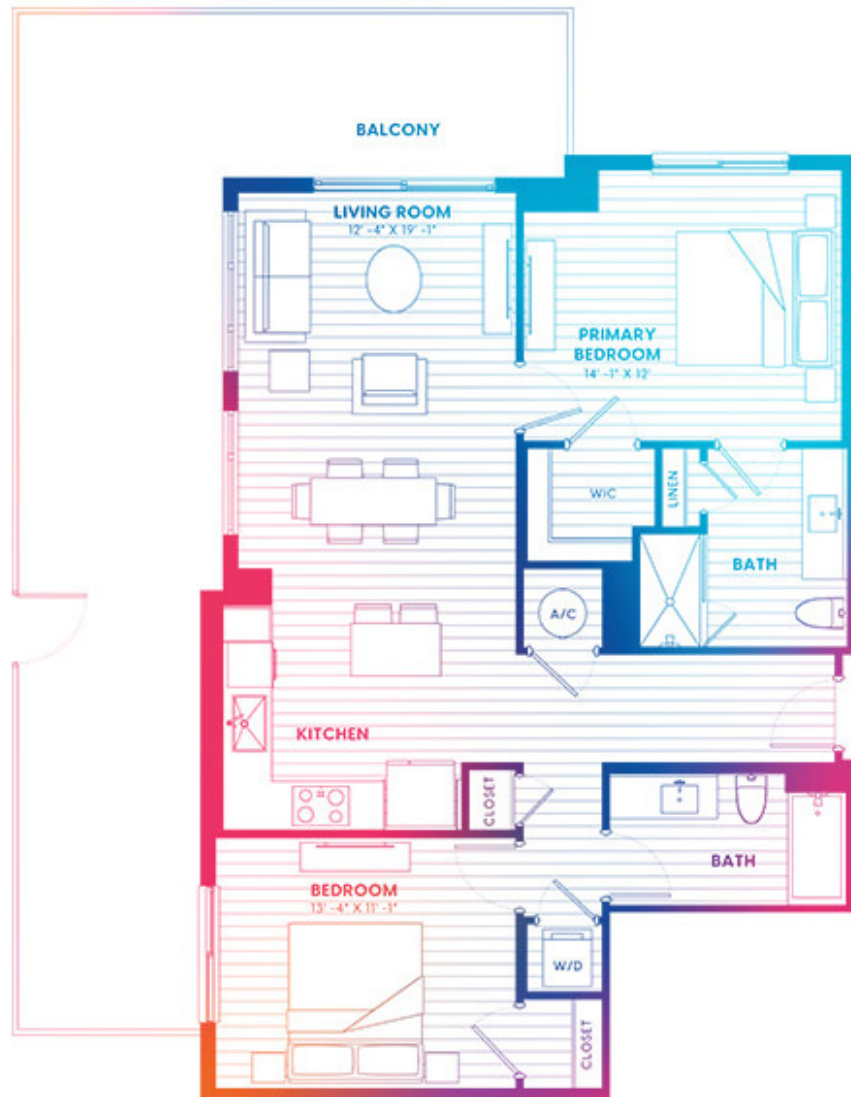 BALCONY
LIVING ROOM
12' -4" X 19' -1"
PRIMARY
BEDROOM
14' -1" X 12'
W/C
LINEN
BATH
A/C
KITCHEN
CLOSET
BATH
BEDROOM
13' -4" X 11' -1"
W/D
CLOSET